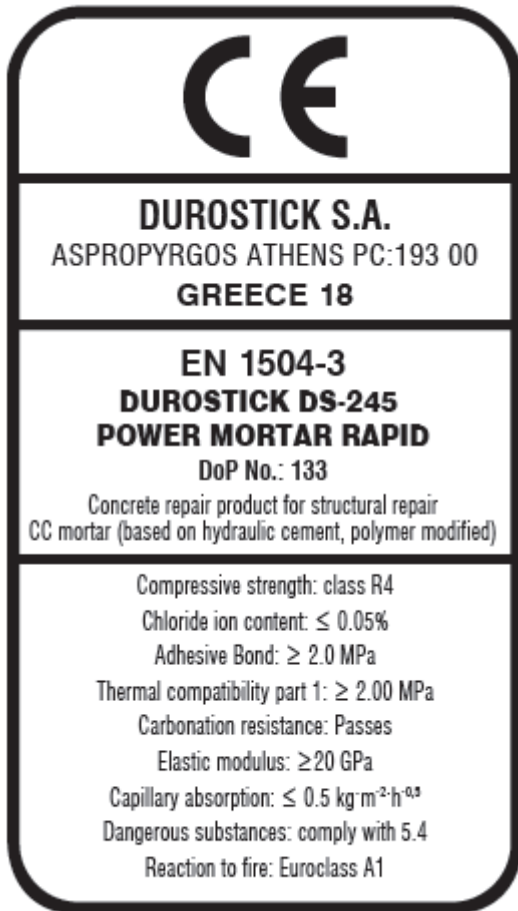 CE
DUROSTICK S.A.
ASPROPYRGOS ATHENS PC:193 00
GREECE 18
EN 1504-3
DUROSTICK DS-245
POWER MORTAR RAPID
DoP No.: 133
Concrete repair product for structural repair
CC mortar (based on hydraulic cement, polymer modified)
Compressive strength: class R4
Chloride ion content: ≤ 0.05%
Adhesive Bond: ≥ 2.0 MPa
Thermal compatibility part 1: ≥ 2.00 MPa
Carbonation resistance: Passes
Elastic modulus: ≥20 GPa
Capillary absorption: ≤ 0.5 kg·m⁻²·h⁻⁰·⁵
Dangerous substances: comply with 5.4
Reaction to fire: Euroclass A1